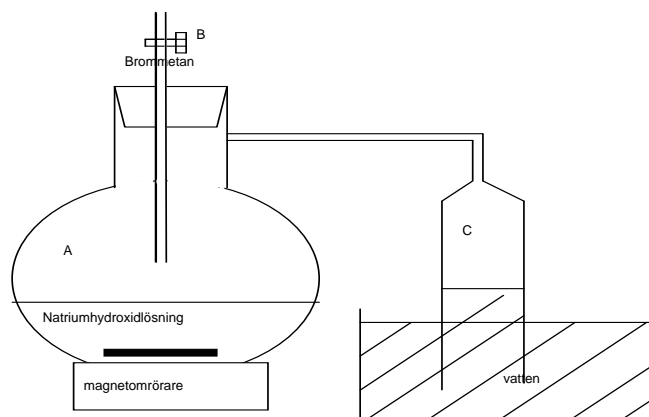 B
Brommetan
A
C
Natriumhydroxidlösning
magnetomrörare
vatten